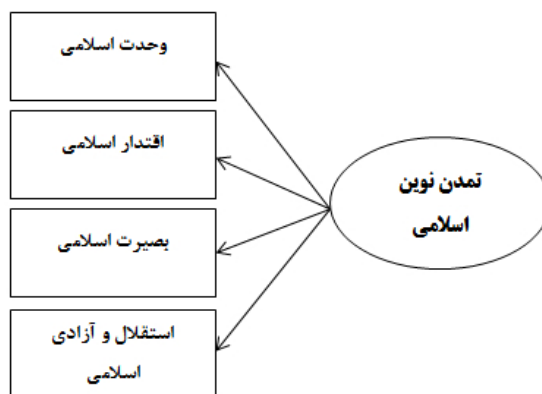 وحدت اسلامی
اقتدار اسلامی
بصیرت اسلامی
استقلال و آزادی
اسلامی
تمدن نوین
اسلامی